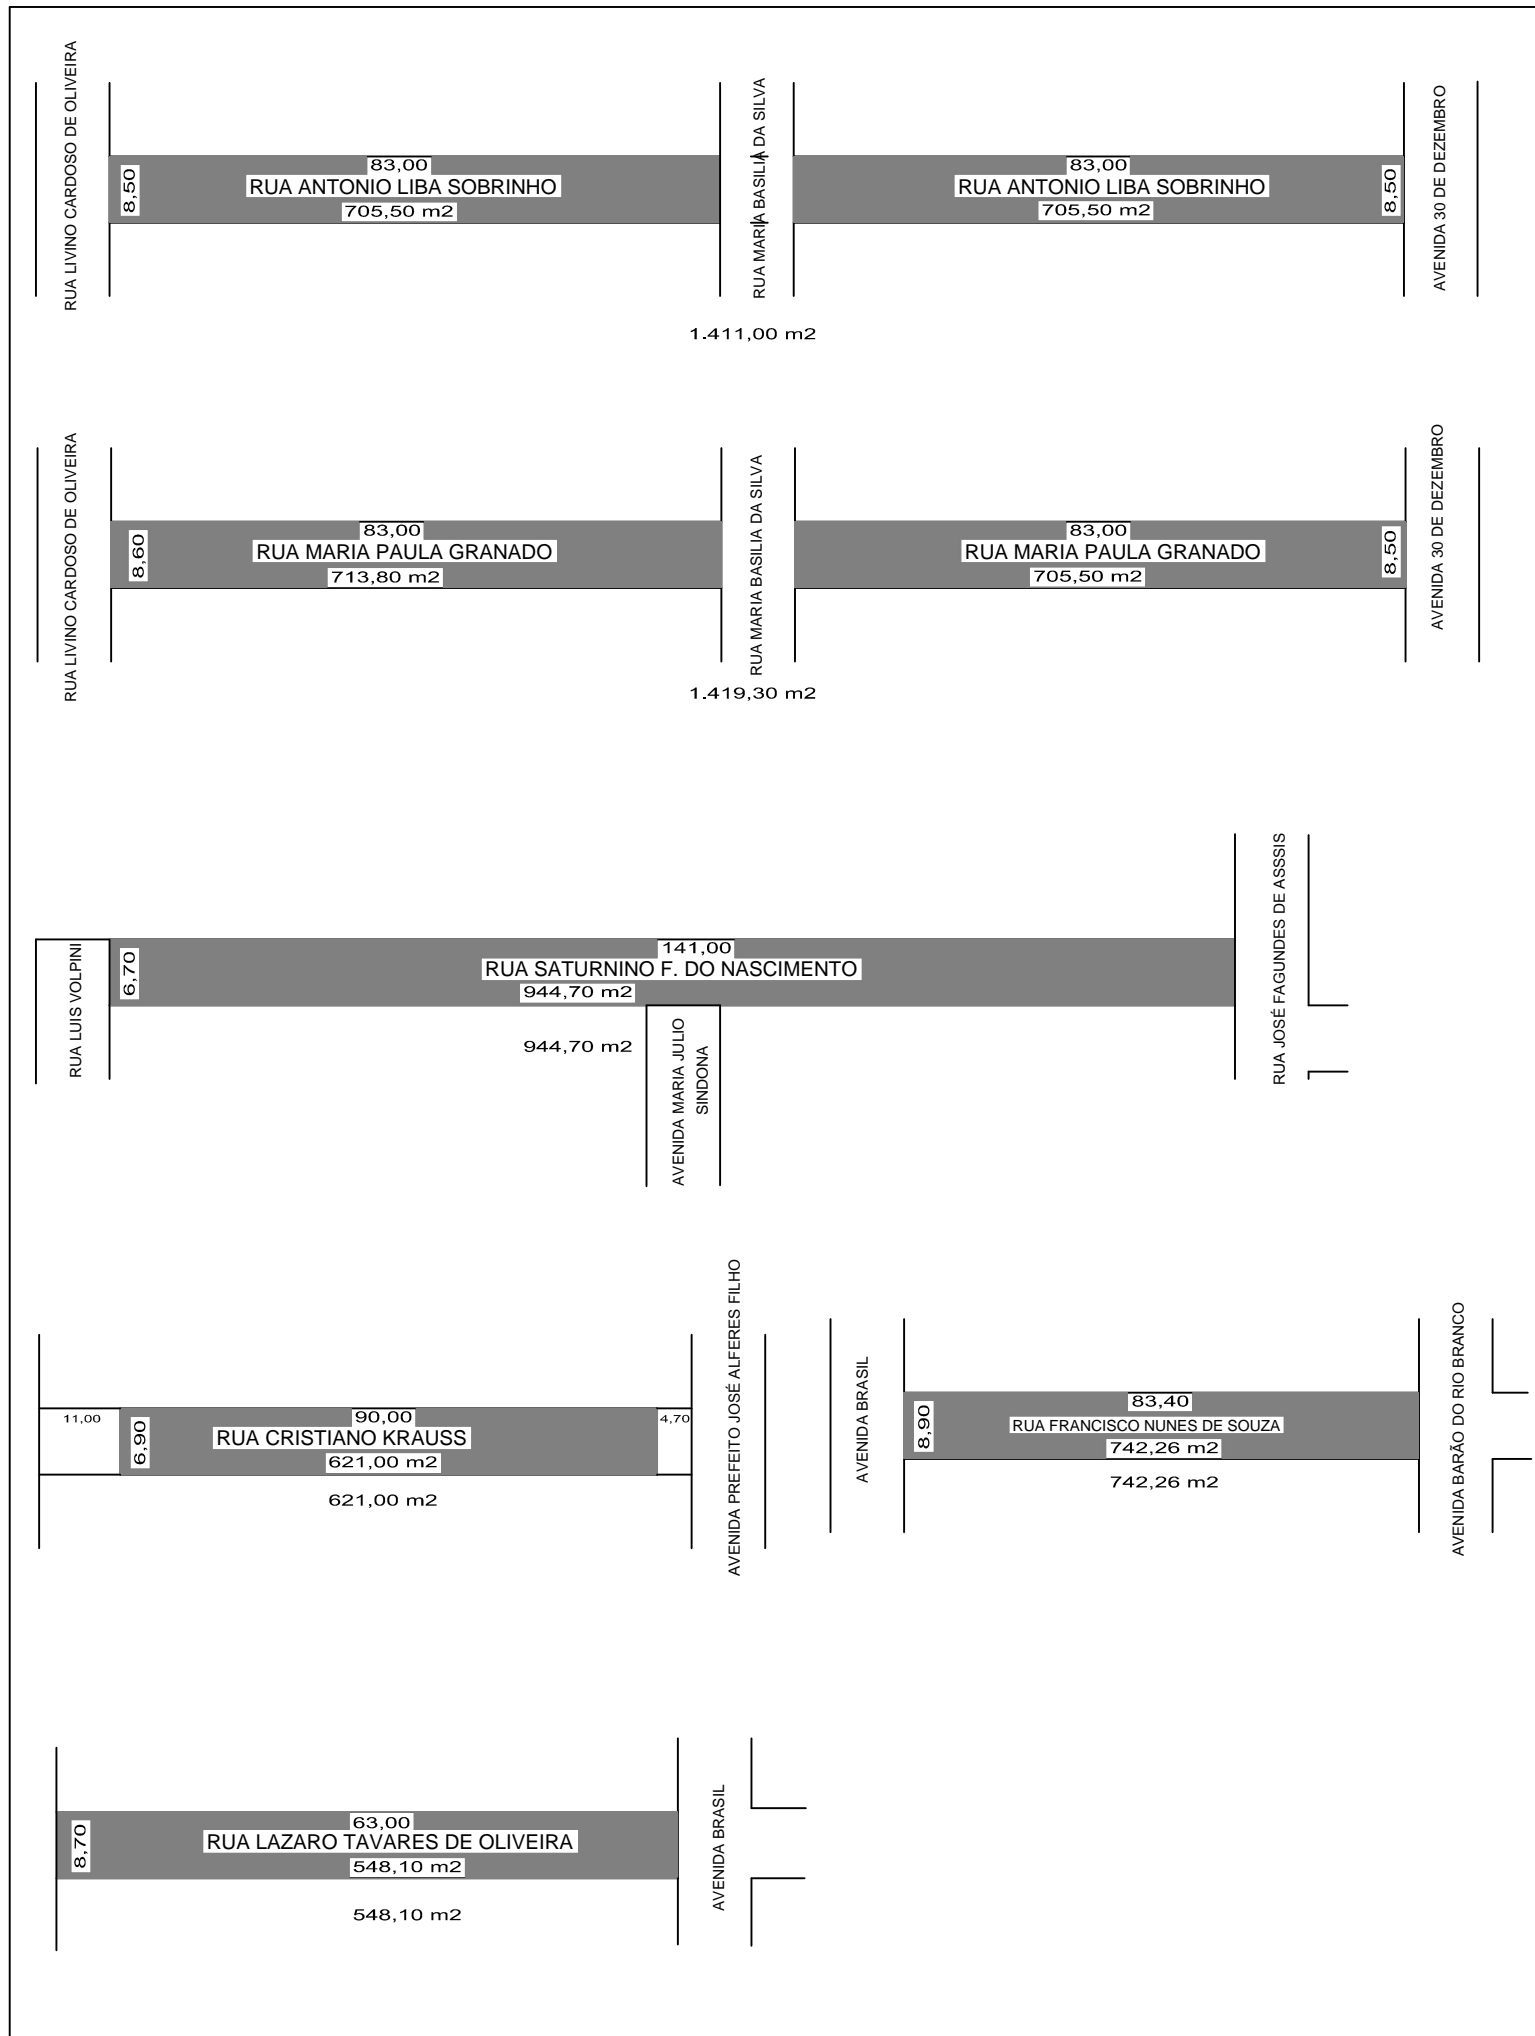 RUA LIVINO CARDOSO DE OLIVEIRA
8,50
83,00
RUA ANTONIO LIBA SOBRINHO
705,50 m2
RUA MARIA BASILIA DA SILVA
83,00
RUA ANTONIO LIBA SOBRINHO
705,50 m2
8,50
AVENIDA 30 DE DEZEMBRO
1.411,00 m2
RUA LIVINO CARDOSO DE OLIVEIRA
8,60
83,00
RUA MARIA PAULA GRANADO
713,80 m2
RUA MARIA BASILIA DA SILVA
83,00
RUA MARIA PAULA GRANADO
705,50 m2
8,50
AVENIDA 30 DE DEZEMBRO
1.419,30 m2
RUA LUIS VOLPINI
6,70
141,00
RUA SATURNINO F. DO NASCIMENTO
944,70 m2
944,70 m2
AVENIDA MARIA JULIO
SINDONA
RUA JOSÉ FAGUNDES DE ASSSIS
11,00
6,90
90,00
RUA CRISTIANO KRAUSS
621,00 m2
4,70
621,00 m2
AVENIDA PREFEITO JOSÉ ALFERES FILHO
AVENIDA BRASIL
8,90
83,40
RUA FRANCISCO NUNES DE SOUZA
742,26 m2
742,26 m2
AVENIDA BARÃO DO RIO BRANCO
8,70
63,00
RUA LAZARO TAVARES DE OLIVEIRA
548,10 m2
548,10 m2
AVENIDA BRASIL